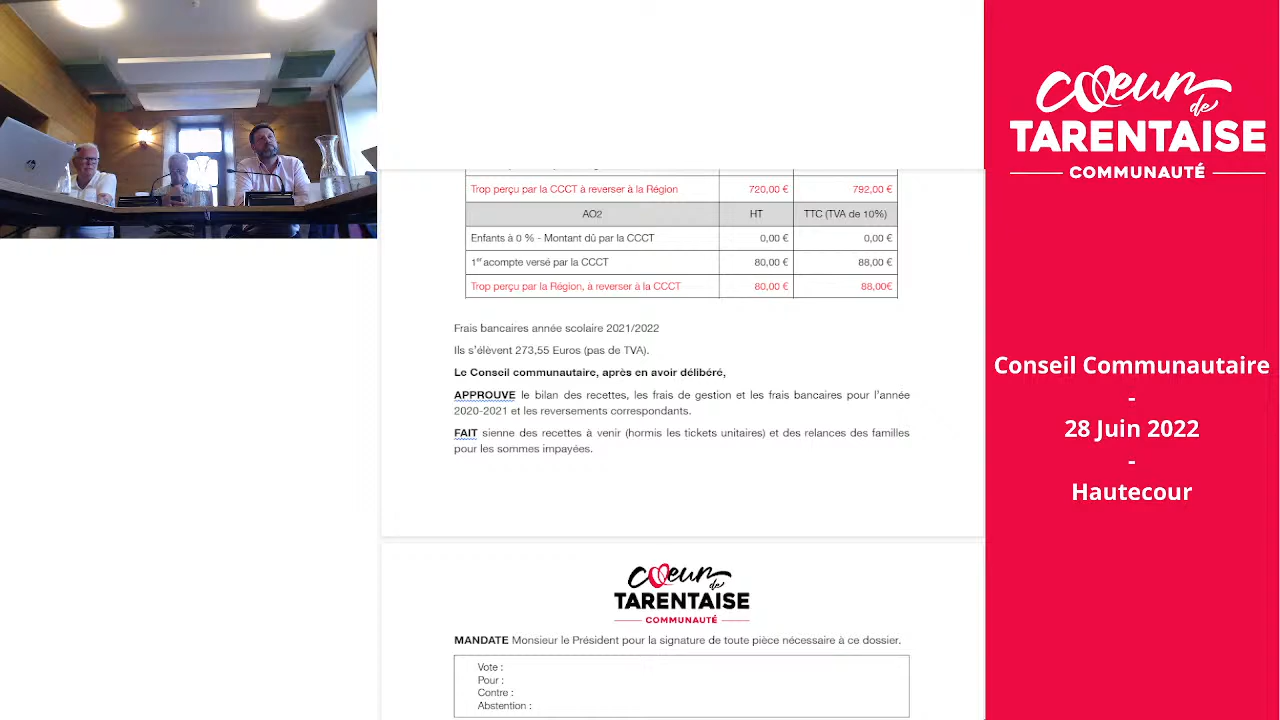 Trop perçu par la CCCT à reverser à la Région 720,00 € 792,00 €
AO2 HT TTC (TVA de 10%)
Enfants à 0 % - Montant dû par la CCCT 0,00 € 0,00 €
1er acompte versé par la CCCT 80,00 € 88,00 €
Trop perçu par la Région, à reverser à la CCCT 80,00 € 88,00€
Frais bancaires année scolaire 2021/2022
Ils s'élèvent 273,55 Euros (pas de TVA).
Le Conseil communautaire, après en avoir délibéré,
APPROUVE le bilan des recettes, les frais de gestion et les frais bancaires pour l'année
2020-2021 et les reversements correspondants.
FAIT sienne des recettes à venir (hormis les tickets unitaires) et des relances des familles
pour les sommes impayées.
Cœur
de
TARENTAISE
COMMUNAUTÉ
MANDATE Monsieur le Président pour la signature de toute pièce nécessaire à ce dossier.
Vote :
Pour :
Contre :
Abstention :
Cœur
de
TARENTAISE
COMMUNAUTÉ
Conseil Communautaire
-
28 Juin 2022
-
Hautecour